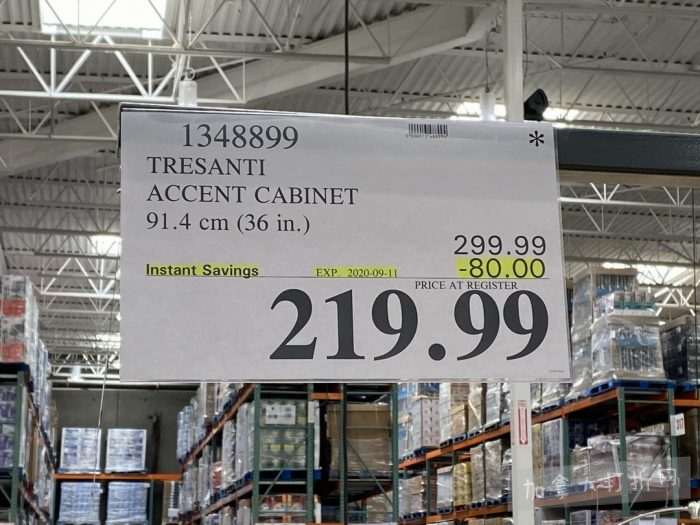 1348899
*
TRESANTI
ACCENT CABINET
91.4 cm (36 in.)
299.99
Instant Savings EXP. 2020-09-11 -80.00
PRICE AT REGISTER
219.99